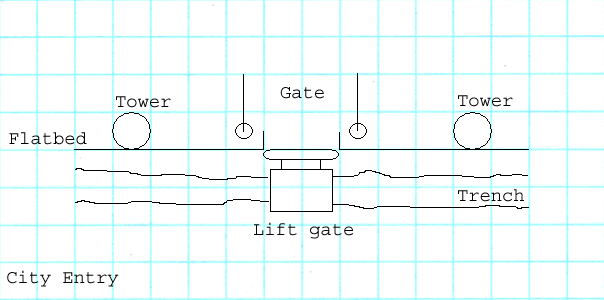 Gate
Tower
Tower
Flatbed
Trench
Lift gate
City Entry